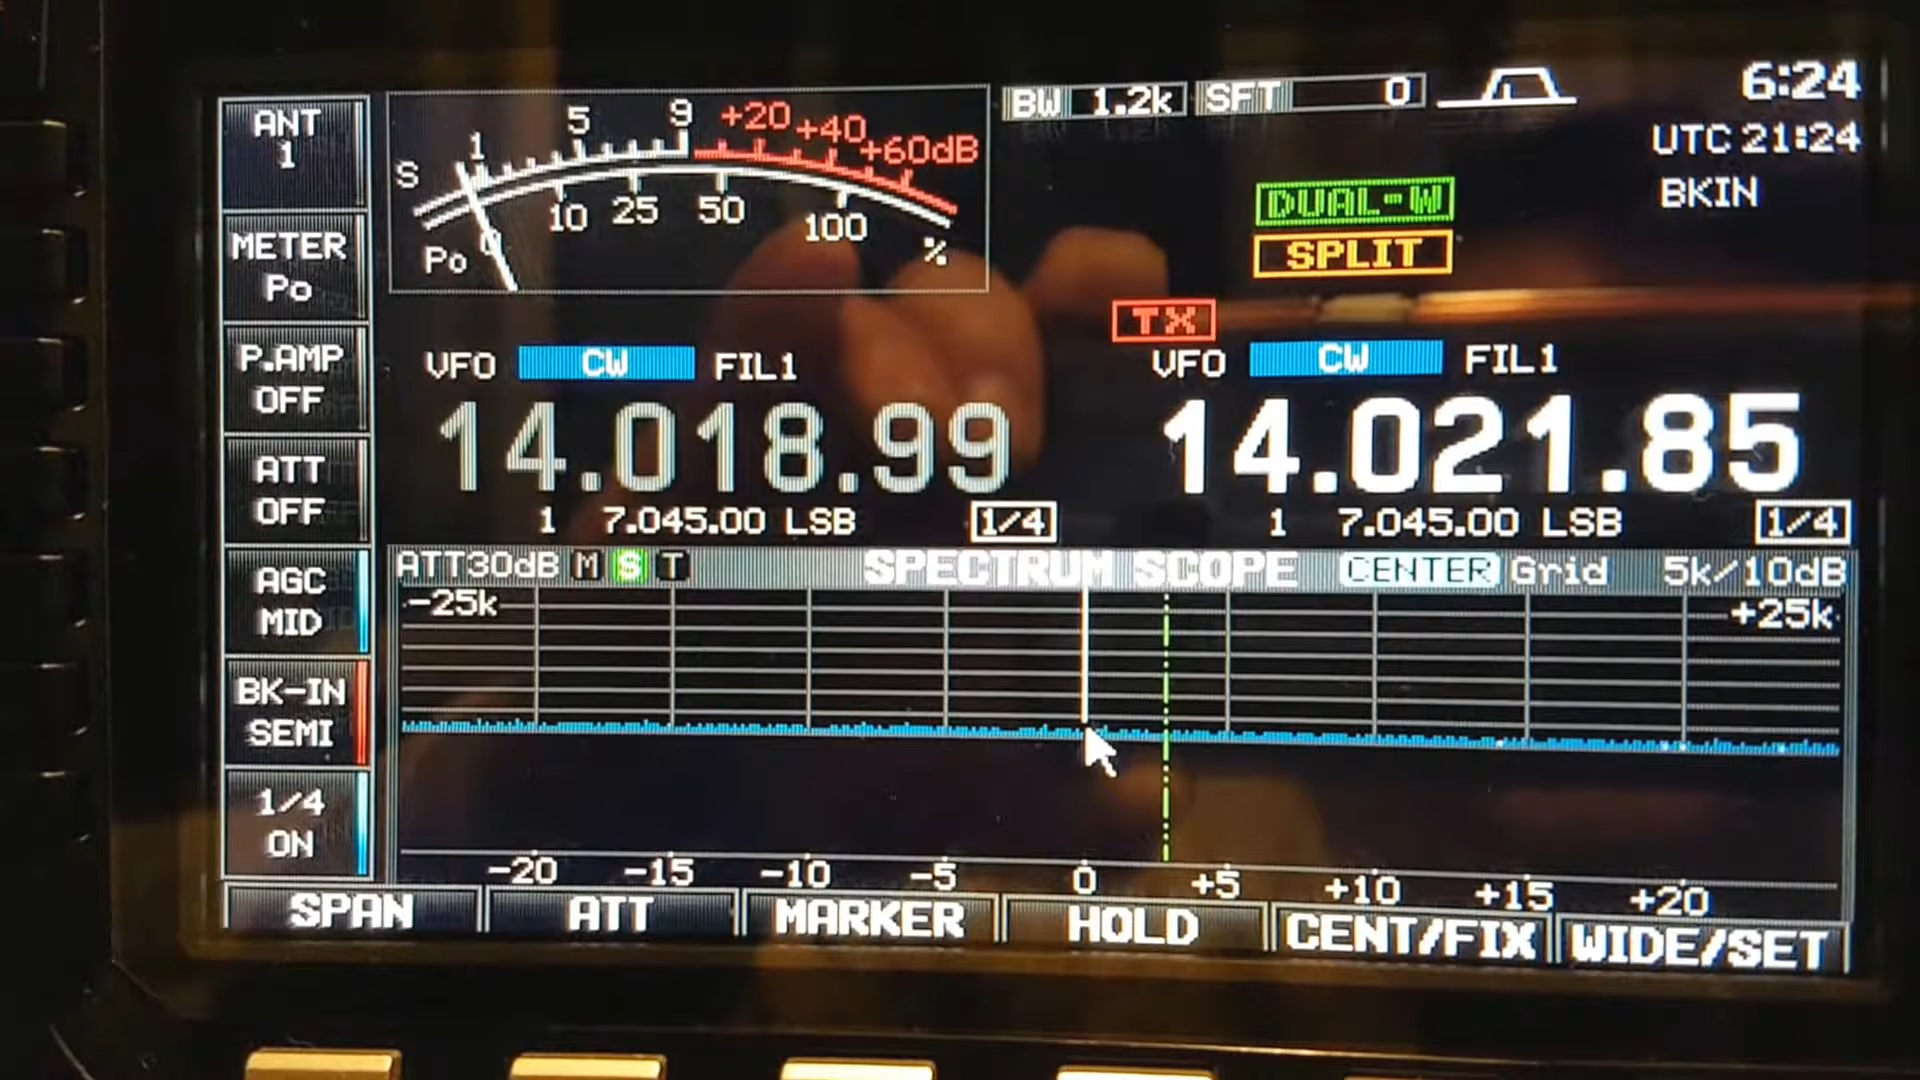 ANT
1
METER
Po
P.AMP
OFF
ATT
OFF
AGC
MID
BK-IN
SEMI
1/4
ON
S 1 5 9 +20 +40 +60dB
Po 0 10 25 50 100 %
BW 1.2k SFT 0
6:24
UTC 21:24
BKIN
DUAL-W
SPLIT
TX
VFO CW FIL1
14.018.99
1 7.045.00 LSB 1/4
VFO CW FIL1
14.021.85
1 7.045.00 LSB 1/4
ATT30dB M S T SPECTRUM SCOPE CENTER Grid 5k/10dB
-25k +25k
-20 -15 -10 -5 0 +5 +10 +15 +20
SPAN ATT MARKER HOLD CENT/FIX WIDE/SET